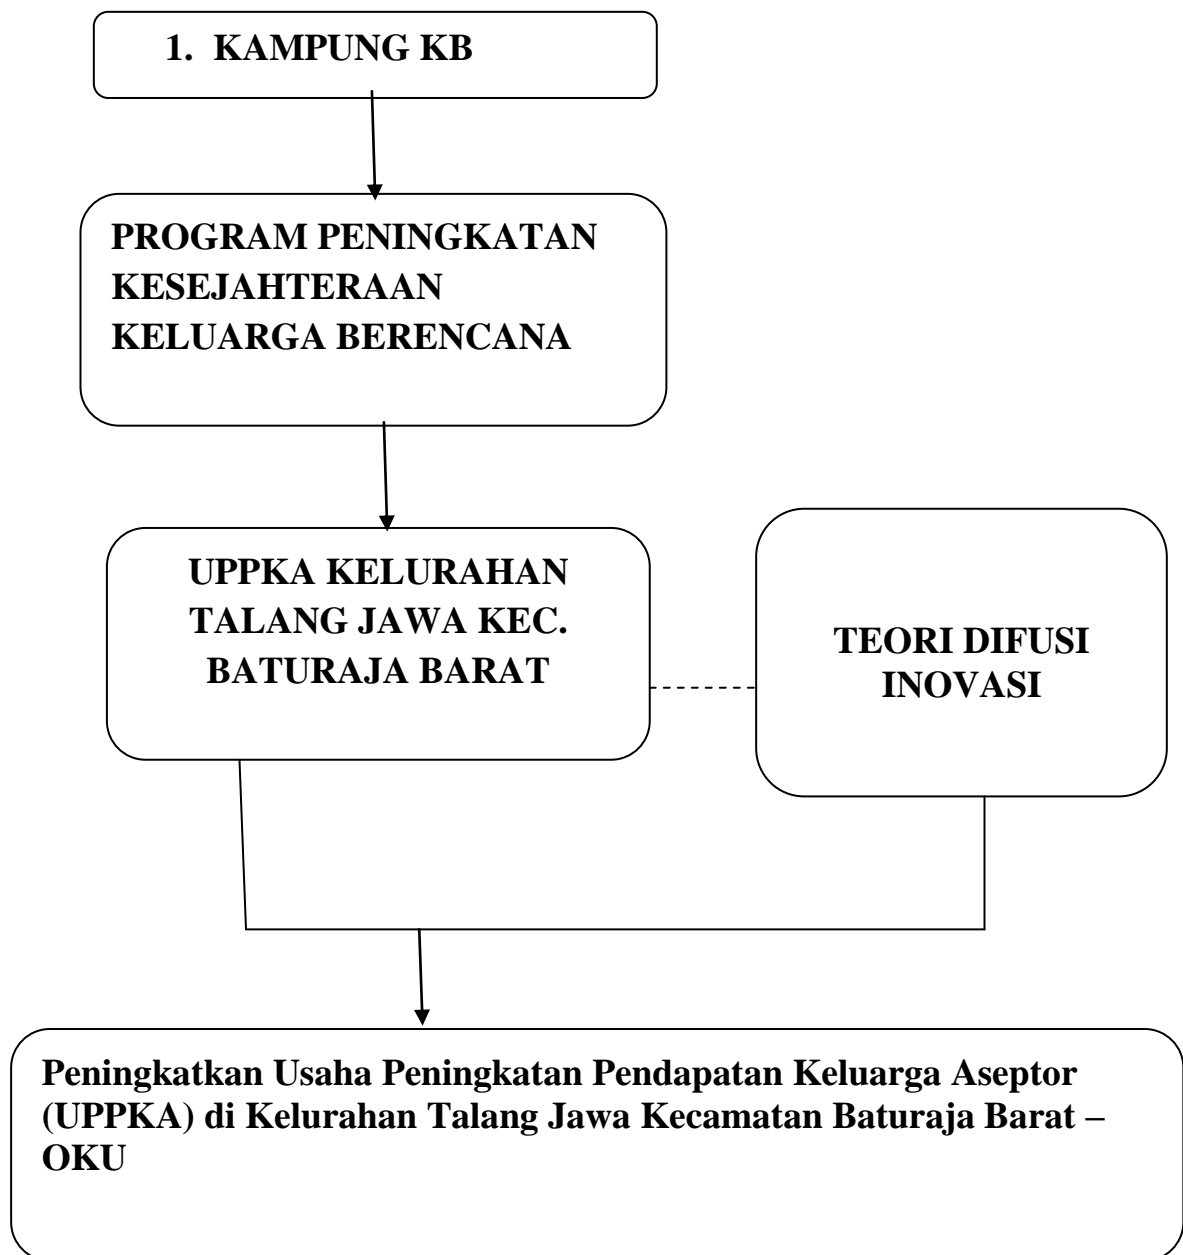 1. KAMPUNG KB
PROGRAM PENINGKATAN
KESEJAHTERAAN
KELUARGA BERENCANA
UPPKA KELURAHAN
TALANG JAWA KEC.
BATURAJA BARAT
TEORI DIFUSI
INOVASI
Peningkatkan Usaha Peningkatan Pendapatan Keluarga Aseptor
(UPPKA) di Kelurahan Talang Jawa Kecamatan Baturaja Barat –
OKU